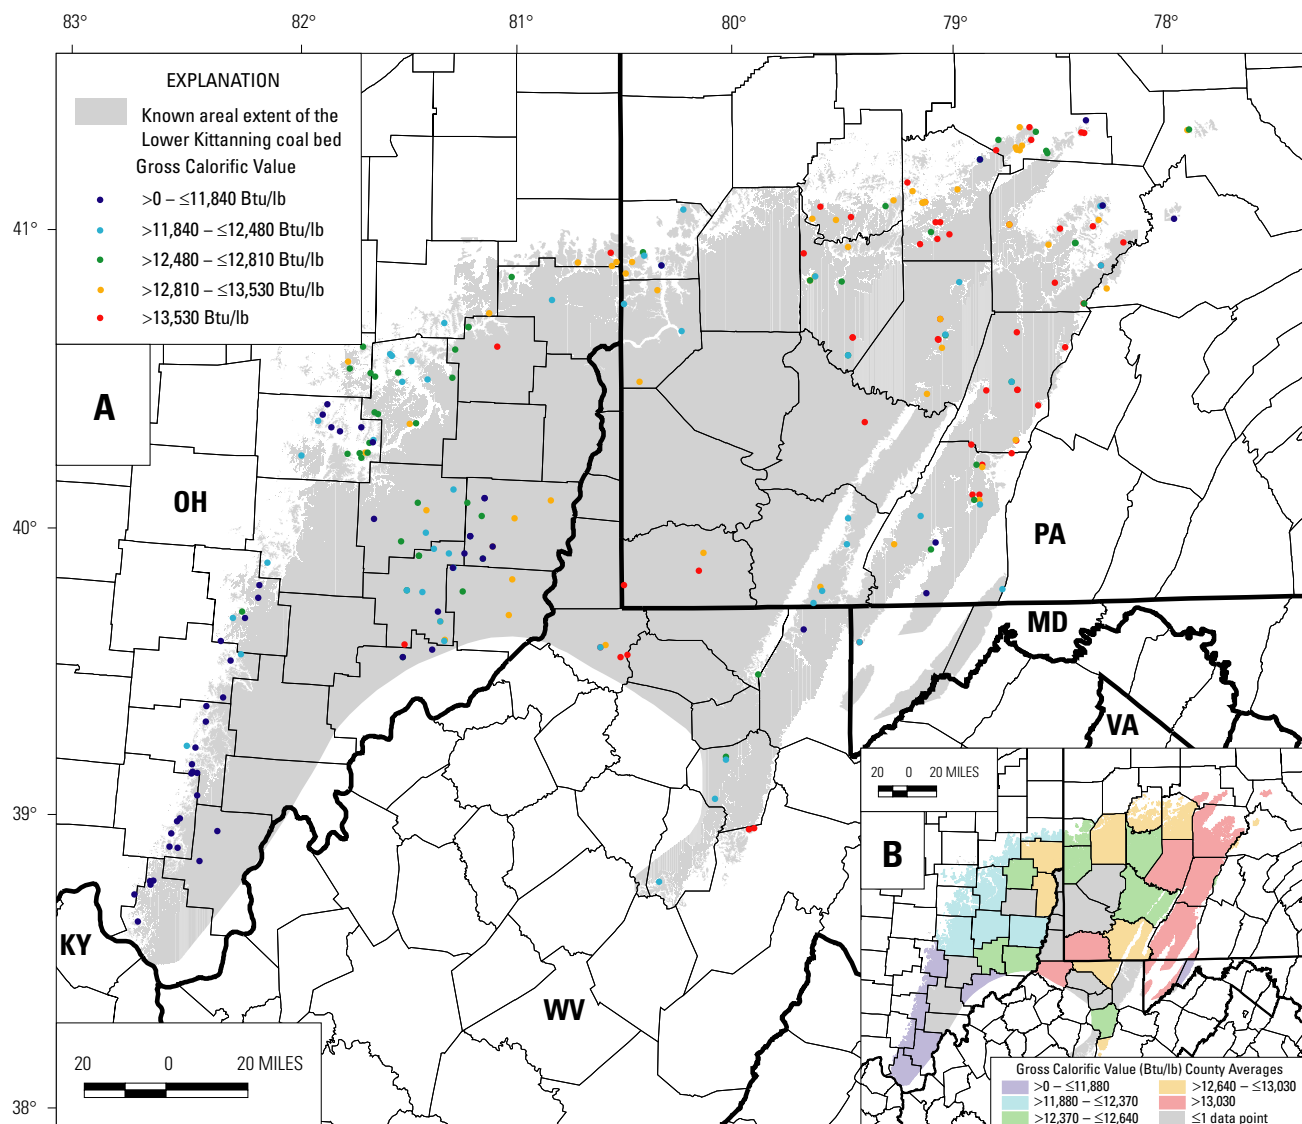 83° 82° 81° 80° 79° 78°
EXPLANATION
Known areal extent of the
Lower Kittanning coal bed
Gross Calorific Value
>0 – ≤11,840 Btu/lb
>11,840 – ≤12,480 Btu/lb
>12,480 – ≤12,810 Btu/lb
>12,810 – ≤13,530 Btu/lb
>13,530 Btu/lb
41°
A
OH
40°
PA
MD
VA
39°
KY
WV
20 0 20 MILES
38°
20 0 20 MILES
B
Gross Calorific Value (Btu/lb) County Averages
>0 – ≤11,880
>11,880 – ≤12,370
>12,370 – ≤12,640
>12,640 – ≤13,030
>13,030
≤1 data point